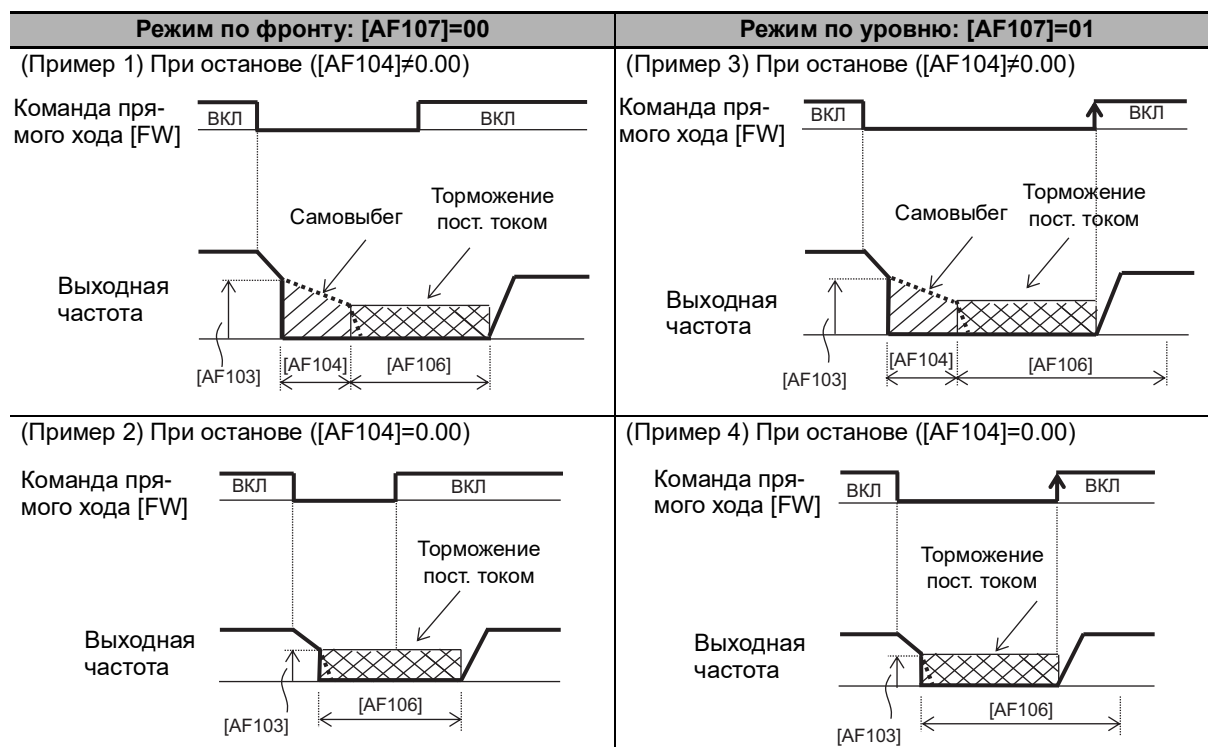 Режим по фронту: [AF107]=00
Режим по уровню: [AF107]=01
(Пример 1) При останове ([AF104]≠0.00)
Команда пря-
мого хода [FW]
ВКЛ
ВКЛ
Самовыбег
Торможение
пост. током
Выходная
частота
[AF103]
[AF104]
[AF106]
(Пример 3) При останове ([AF104]≠0.00)
Команда пря-
мого хода [FW]
ВКЛ
ВКЛ
Самовыбег
Торможение
пост. током
Выходная
частота
[AF103]
[AF104]
[AF106]
(Пример 2) При останове ([AF104]=0.00)
Команда пря-
мого хода [FW]
ВКЛ
ВКЛ
Торможение
пост. током
Выходная
частота
[AF103]
[AF106]
(Пример 4) При останове ([AF104]=0.00)
Команда пря-
мого хода [FW]
ВКЛ
ВКЛ
Торможение
пост. током
Выходная
частота
[AF103]
[AF106]